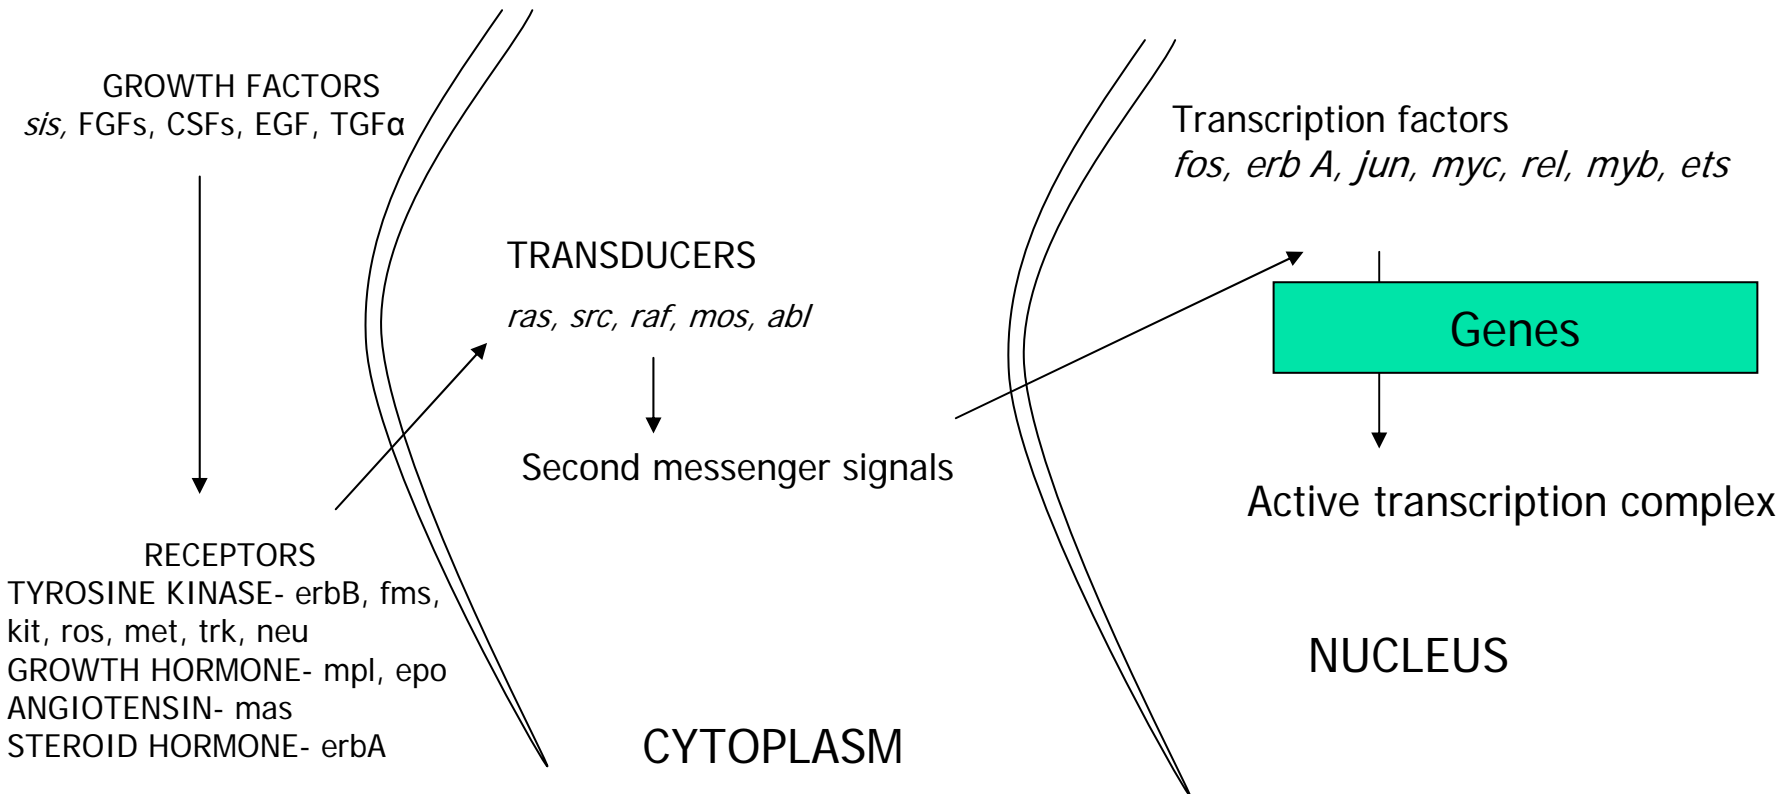 GROWTH FACTORS
sis, FGFs, CSFs, EGF, TGFα
RECEPTORS
TYROSINE KINASE- erbB, fms,
kit, ros, met, trk, neu
GROWTH HORMONE- mpl, epo
ANGIOTENSIN- mas
STEROID HORMONE- erbA
TRANSDUCERS
ras, src, raf, mos, abl
Second messenger signals
CYTOPLASM
Transcription factors
fos, erb A, jun, myc, rel, myb, ets
Genes
Active transcription complex
NUCLEUS